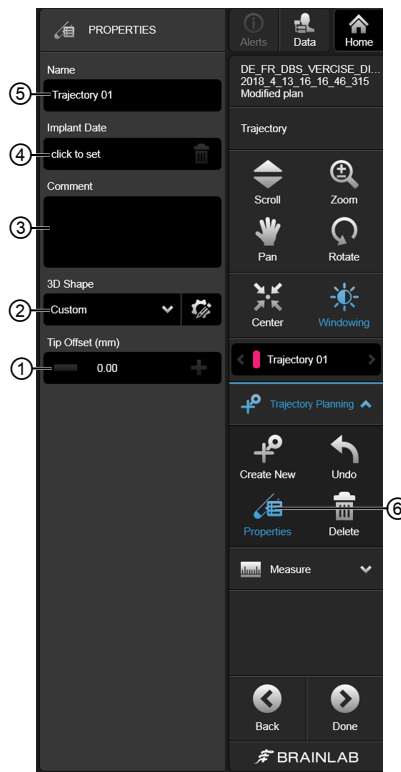 PROPERTIES
Name
⑤
Trajectory 01
Implant Date
④
click to set
Comment
③
3D Shape
②
Custom
Tip Offset (mm)
①
0.00
Alerts
Data
Home
DE_FR_DBS_VERCISE_DI...
2018_4_13_16_16_46_315
Modified plan
Trajectory
Scroll
Zoom
Pan
Rotate
Center
Windowing
Trajectory 01
Trajectory Planning
Create New
Undo
Properties
Delete
⑥
Measure
Back
Done
BRAINLAB